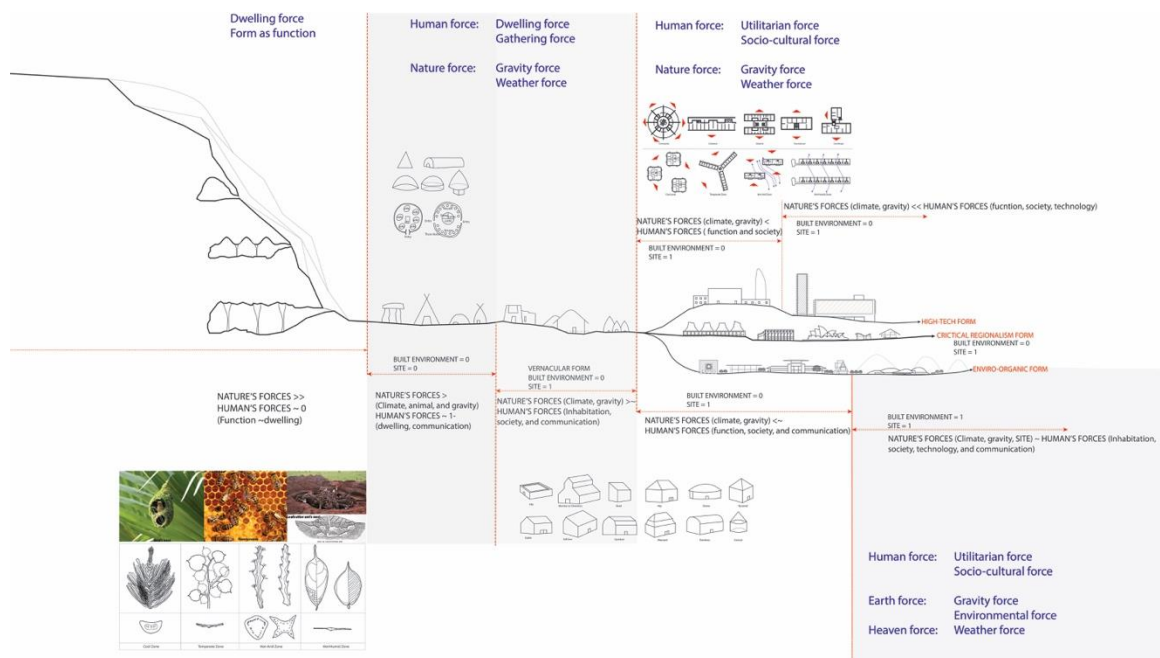 Dwelling force
Form as function
Human force: Dwelling force
Gathering force
Nature force: Gravity force
Weather force
Human force: Utilitarian force
Socio-cultural force
Nature force: Gravity force
Weather force
NATURE'S FORCES (climate, gravity) << HUMAN'S FORCES (fucntion, society, technology)
BUILT ENVIRONMENT = 0
SITE = 1
NATURE'S FORCES (climate, gravity) <
HUMAN'S FORCES ( function and society)
BUILT ENVIRONMENT = 0
SITE = 1
HIGH-TECH FORM
CRICTICAL REGIONALISM FORM
BUILT ENVIRONMENT = 0
SITE = 1
ENVIRO-ORGANIC FORM
BUILT ENVIRONMENT = 0
SITE = 0
VERNACULAR FORM
BUILT ENVIRONMENT = 0
SITE = 1
BUILT ENVIRONMENT = 0
SITE = 1
NATURE'S FORCES >>
HUMAN'S FORCES ~ 0
(Function ~dwelling)
NATURE'S FORCES >
(Climate, animal, and gravity)
HUMAN'S FORCES ~ 1-
(dwelling, communication)
NATURE'S FORCES (Climate, gravity) >~
HUMAN'S FORCES (Inhabitation,
society, and communication)
NATURE'S FORCES (climate, gravity) <~
HUMAN'S FORCES (function, society, and communication)
BUILT ENVIRONMENT = 1
SITE = 1
NATURE'S FORCES (Climate, gravity, SITE) ~ HUMAN'S FORCES (Inhabitation,
society, technology, and communication)
Human force: Utilitarian force
Socio-cultural force
Earth force: Gravity force
Environmental force
Heaven force: Weather force